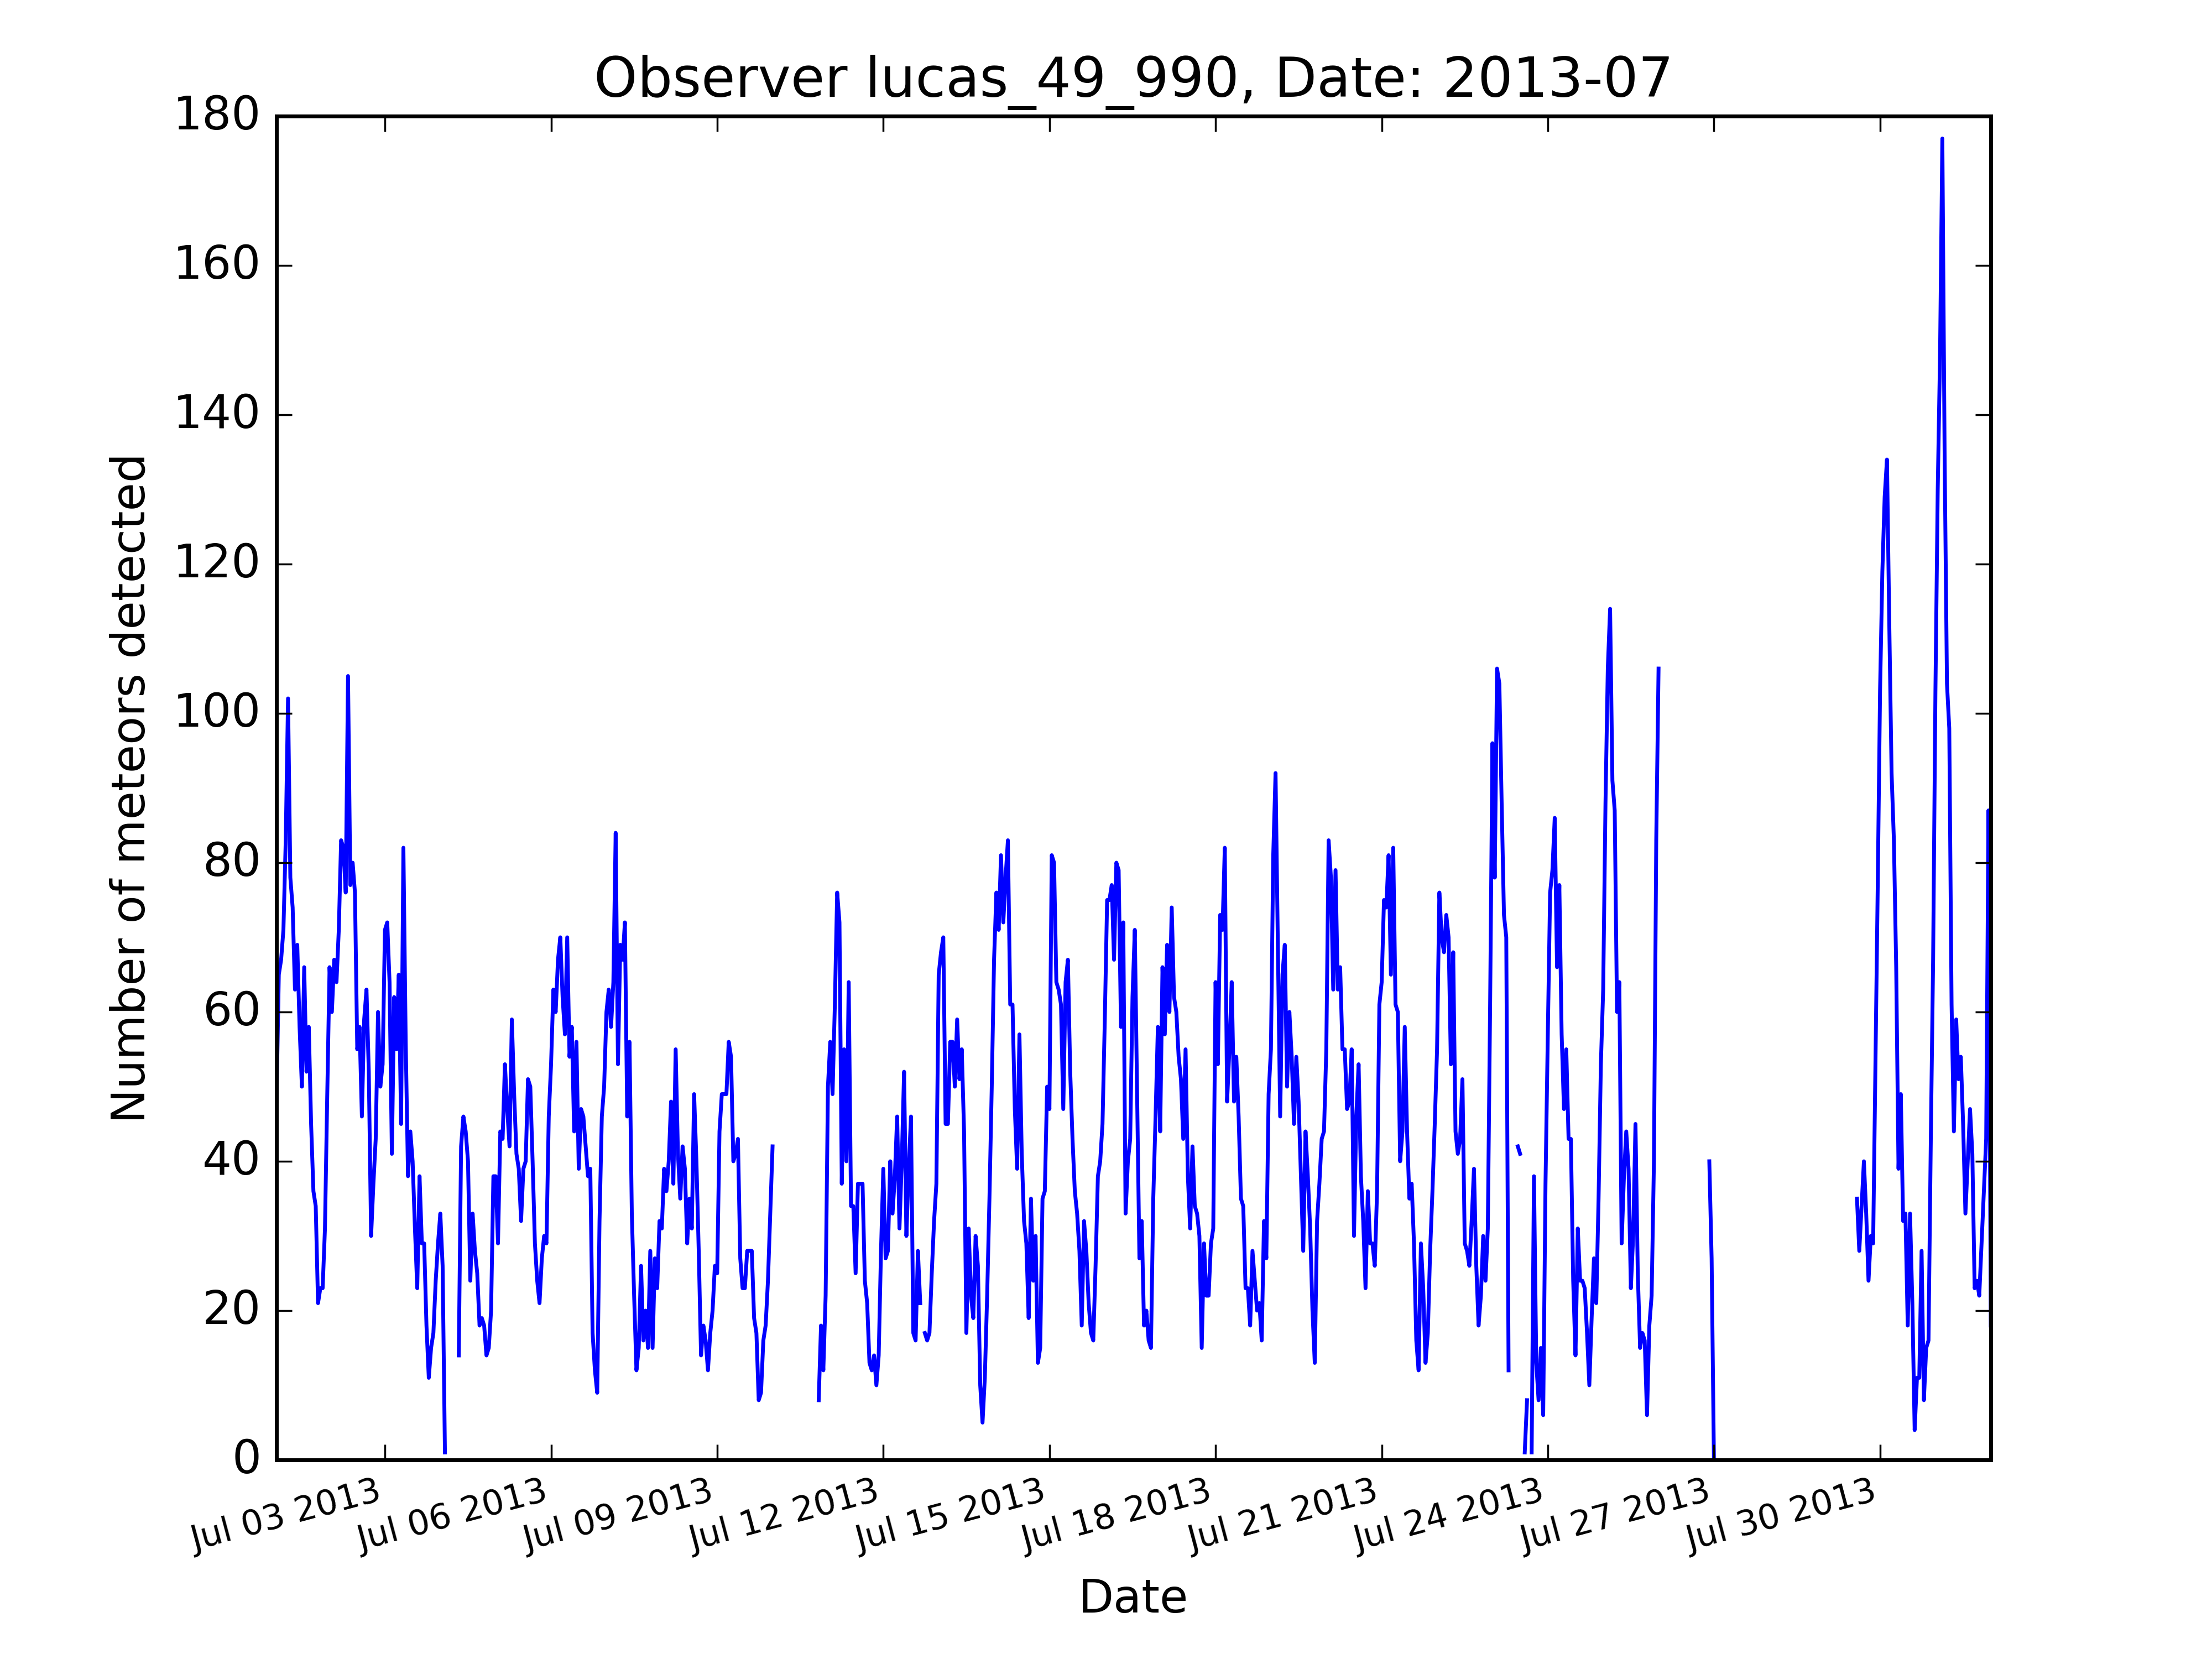 Observer lucas_49_990, Date: 2013-07
Number of meteors detected
180
160
140
120
100
80
60
40
20
0
Jul 03 2013
Jul 06 2013
Jul 09 2013
Jul 12 2013
Jul 15 2013
Jul 18 2013
Jul 21 2013
Jul 24 2013
Jul 27 2013
Jul 30 2013
Date